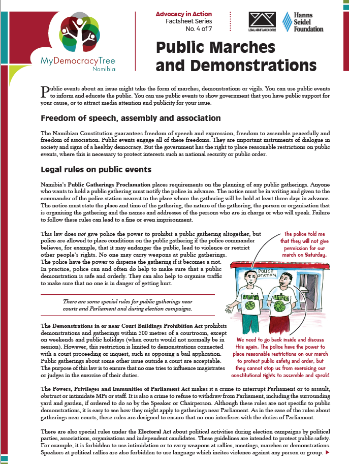 Advocacy in Action
Factsheet Series
No. 4 of 7
LEGAL ASSISTANCE CENTRE
Hanns
Seidel
Foundation
MyDemocracyTree
Namibia
Public Marches
and Demonstrations
Public events about an issue might take the form of marches, demonstrations or vigils. You can use public events
to inform and educate the public. You can use public events to show government that you have public support for
your cause, or to attract media attention and publicity for your issue.
Freedom of speech, assembly and association
The Namibian Constitution guarantees freedom of speech and expression, freedom to assemble peacefully and
freedom of association. Public events engage all of these freedoms. They are important instruments of dialogue in
society and signs of a healthy democracy. But the government has the right to place reasonable restrictions on public
events, where this is necessary to protect interests such as national security or public order.
Legal rules on public events
Namibia's Public Gatherings Proclamation places requirements on the planning of any public gatherings. Anyone
who wants to hold a public gathering must notify the police in advance. The notice must be in writing and given to the
commander of the police station nearest to the place where the gathering will be held at least three days in advance.
The notice must state the place and time of the gathering, the nature of the gathering, the person or organisation that
is organising the gathering and the names and addresses of the persons who are in charge or who will speak. Failure
to follow these rules can lead to a fine or even imprisonment.
This law does not give the police power to prohibit a public gathering altogether, but
police are allowed to place conditions on the public gathering if the police commander
believes, for example, that it may endanger the public, lead to violence or restrict
other people's rights. No one may carry weapons at public gatherings.
The police have the power to disperse the gathering if it becomes a riot.
In practice, police can and often do help to make sure that a public
demonstration is safe and orderly. They can also help to organise traffic
to make sure that no one is in danger of getting hurt.
The police told me
that they will not give
permission for our
march on Saturday.
POLICE
There are some special rules for public gatherings near
courts and Parliament and during election campaigns.
The Demonstrations in or near Court Buildings Prohibition Act prohibits
demonstrations and gatherings within 500 metres of a courtroom, except
on weekends and public holidays (when courts would not normally be in
session). However, this restriction is limited to demonstrations connected
with a court proceeding or inquest, such as opposing a bail application.
Public gatherings about some other area outside a court are acceptable.
The purpose of this law is to ensure that no one tries to influence magistrates
or judges in the exercise of their duties.
We need to go back inside and discuss
this again. The police have the power to
place reasonable restrictions on our march
to protect public safety and order, but
they cannot stop us from exercising our
constitutional rights to assemble and speak!
The Powers, Privileges and Immunities of Parliament Act makes it a crime to interrupt Parliament or to assault,
obstruct or intimidate MPs or staff. It is also a crime to refuse to withdraw from Parliament, including the surrounding
yard and garden, if ordered to do so by the Speaker or Chairperson. Although these rules are not specific to public
demonstrations, it is easy to see how they might apply to gatherings near Parliament. As in the case of the rules about
gatherings near courts, these rules are designed to ensure that no one interferes with the duties of Parliament.
There are also special rules under the Electoral Act about political activities during election campaigns by political
parties, associations, organisations and independent candidates. These guidelines are intended to protect public safety.
For example, it is forbidden to use intimidation or to carry weapons at rallies, meetings, marches or demonstrations.
Speakers at political rallies are also forbidden to use language which incites violence against any person or group.